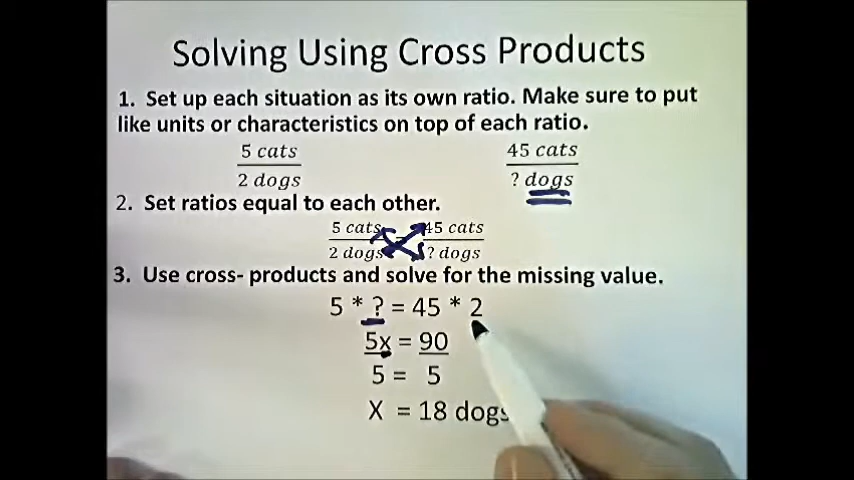 Solving Using Cross Products
1. Set up each situation as its own ratio. Make sure to put
like units or characteristics on top of each ratio.
5 cats
2 dogs
45 cats
? dogs
2. Set ratios equal to each other.
5 cats = 45 cats
2 dogs ? dogs
3. Use cross- products and solve for the missing value.
5 * ? = 45 * 2
5x = 90
5 = 5
X = 18 dogs